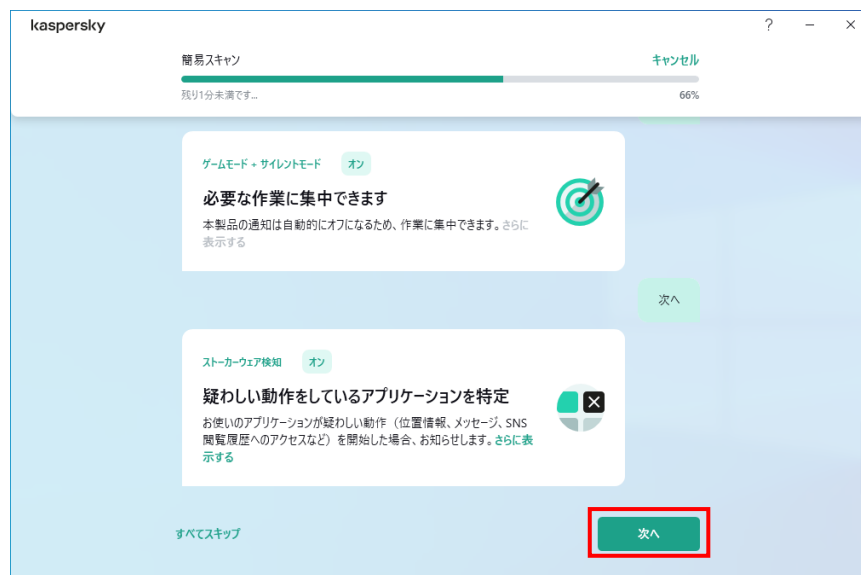 kaspersky
? － ×
簡易スキャン キャンセル
残り1分未満です... 66%
ゲームモード + サイレントモード オン
必要な作業に集中できます
本製品の通知は自動的にオフになるため、作業に集中できます。さらに
表示する
次へ
ストーカーウェア検知 オン
疑わしい動作をしているアプリケーションを特定
お使いのアプリケーションが疑わしい動作（位置情報、メッセージ、SNS
閲覧履歴へのアクセスなど）を開始した場合、お知らせします。さらに表
示する
すべてスキップ 次へ